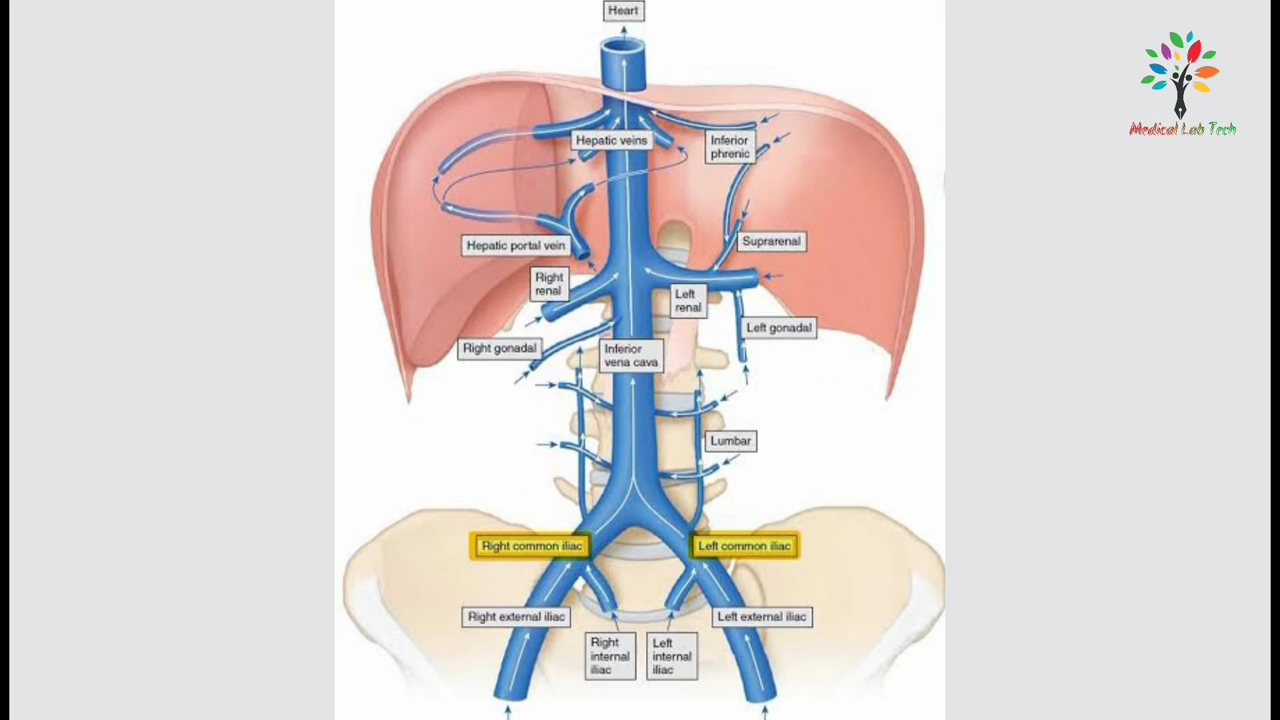 Heart
Medical Lab Tech
Hepatic veins
Inferior
phrenic
Hepatic portal vein
Suprarenal
Right
renal
Left
renal
Left gonadal
Right gonadal
Inferior
vena cava
Lumbar
Right common iliac
Left common iliac
Right external iliac
Left external iliac
Right
internal
iliac
Left
internal
iliac